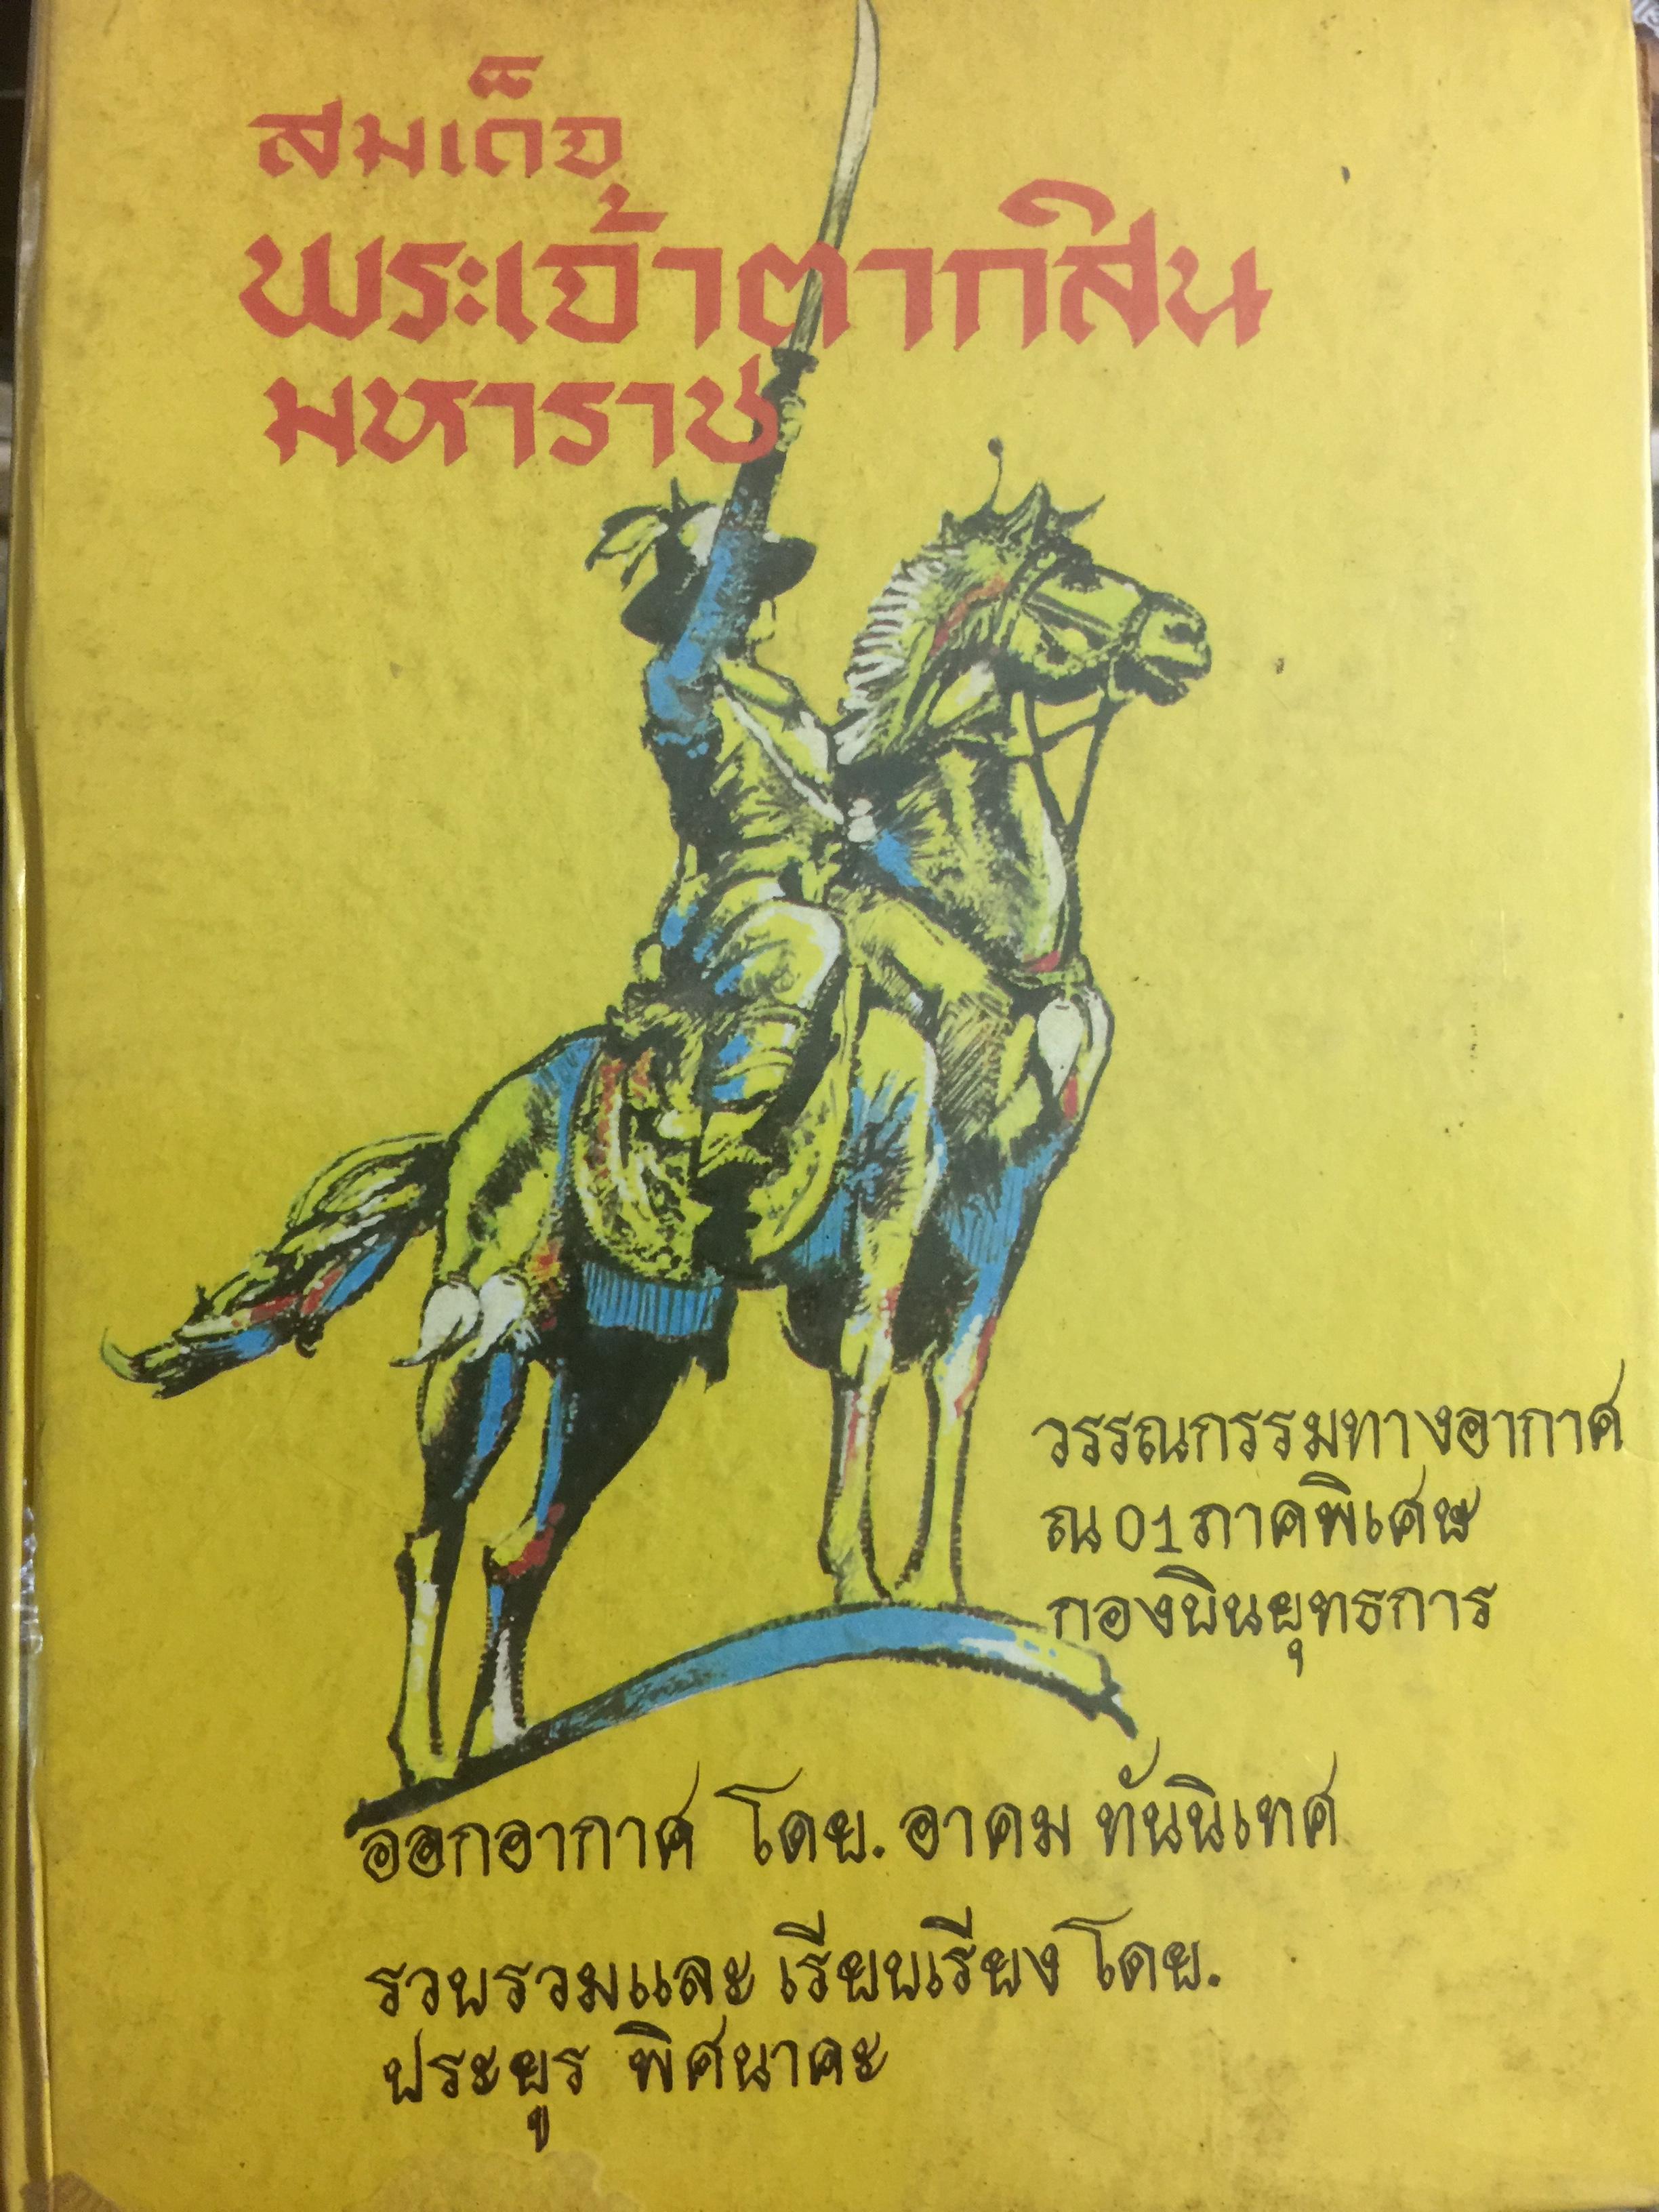 สมเด็จ
พระเจ้าตากสิน
มหาราช
วรรณกรรมทางอากาศ
ณ 01 ภาคพิเศษ
กองบินยุทธการ
ออกอากาศ โดย. อาคม ทันนิเทศ
รวบรวมและ เรียบเรียง โดย.
ประยูร พิศนาคะ